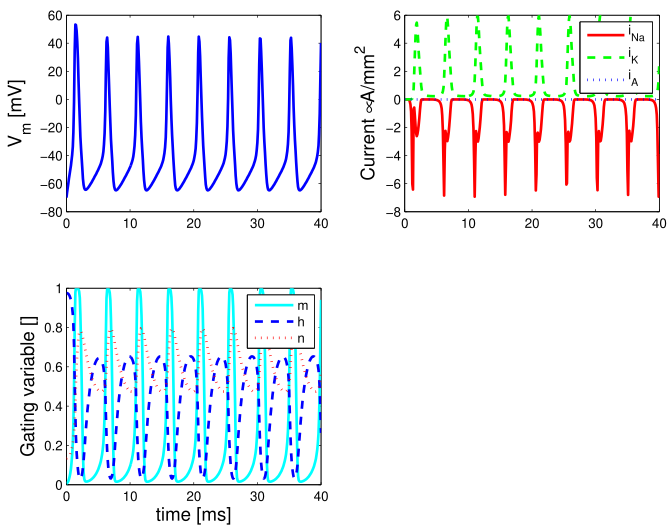 V_m [mV]
60
40
20
0
−20
−40
−60
−80
0 10 20 30 40
Current ∝A/mm²
6
4
2
0
−2
−4
−6
−8
0 10 20 30 40
i_Na
i_K
i_A
Gating variable []
1
0.8
0.6
0.4
0.2
0
0 10 20 30 40
time [ms]
m
h
n